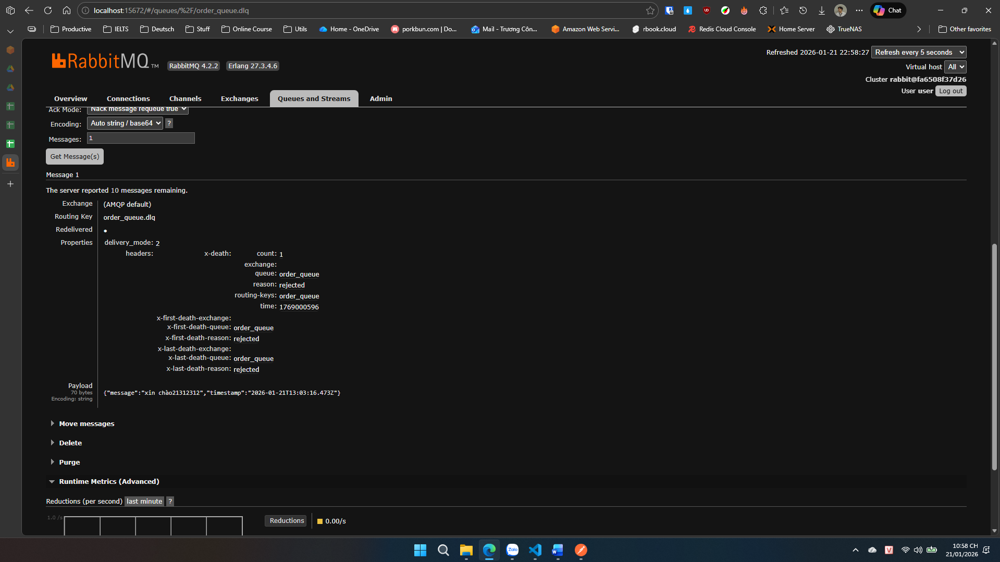 localhost:15672/#/queues/%2F/order_queue.dlq
Chat
Productive IELTS Deutsch Stuff Online Course Utils Home - OneDrive porkbun.com | Do... Mail - Trương Côn... Amazon Web Servi... rbook.cloud Redis Cloud Console Home Server TrueNAS Other favorites
RabbitMQ TM RabbitMQ 4.2.2 Erlang 27.3.4.6
Refreshed 2026-01-21 22:58:27 Refresh every 5 seconds
Virtual host All
Cluster rabbit@fa6508f37d26
User user Log out
Overview Connections Channels Exchanges Queues and Streams Admin
Ack Mode: Nack message requeue true
Encoding: Auto string / base64 ?
Messages: 1
Get Message(s)
Message 1
The server reported 10 messages remaining.
Exchange (AMQP default)
Routing Key order_queue.dlq
Redelivered ●
Properties delivery_mode: 2
headers: x-death: count: 1
exchange:
queue: order_queue
reason: rejected
routing-keys: order_queue
time: 1769000596
x-first-death-exchange:
x-first-death-queue: order_queue
x-first-death-reason: rejected
x-last-death-exchange:
x-last-death-queue: order_queue
x-last-death-reason: rejected
Payload
70 bytes
Encoding: string
{"message":"xin chào21312312","timestamp":"2026-01-21T13:03:16.473Z"}
Move messages
Delete
Purge
Runtime Metrics (Advanced)
Reductions (per second) last minute ?
1.0 /s
Reductions 0.00/s
Zalo
10:58 CH
21/01/2026